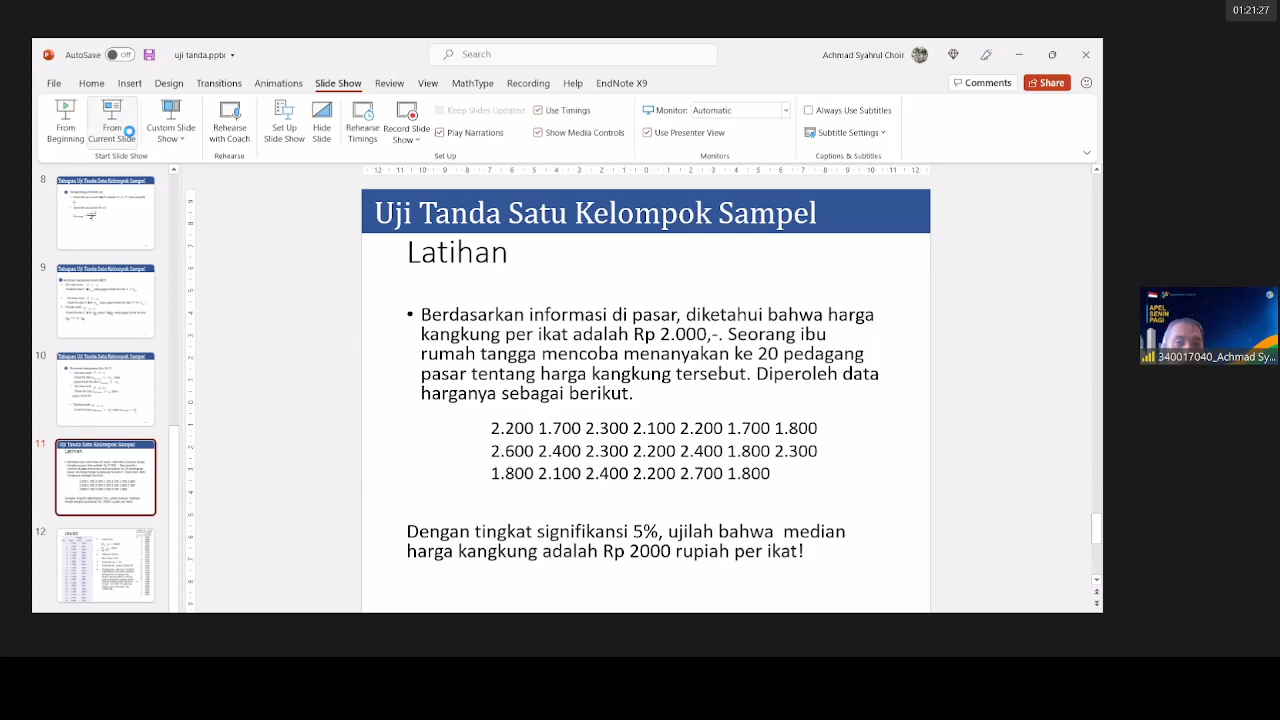 01:21:27
AutoSave Off uji tanda.pptx
Search
Achmad Syahrul Choir
File Home Insert Design Transitions Animations Slide Show Review View MathType Recording Help EndNote X9
Comments Share
From Beginning
From Current Slide
Custom Slide Show
Rehearse with Coach
Set Up Slide Show
Hide Slide
Rehearse Timings
Record Slide Show
Keep Slides Updated
Play Narrations
Use Timings
Show Media Controls
Monitor: Automatic
Use Presenter View
Always Use Subtitles
Subtitle Settings
Start Slide Show
Rehearse
Set Up
Monitors
Captions & Subtitles
8
9
10
11
12
Uji Tanda Satu Kelompok Sampel
Latihan
• Berdasarkan informasi di pasar, diketahui bahwa harga
kangkung per ikat adalah Rp 2.000,-. Seorang ibu
rumah tangga mencoba menanyakan ke 20 pedagang
sayur tentang harga kangkung tersebut. Diperoleh data
harganya sebagai berikut.
2.200 1.700 2.300 2.100 2.200 1.700 1.800
2.400 2.300 2.200 2.400 1.800 2.300
2.400 2.200 2.700 1.800
Dengan tingkat signifikansi 5%, ujilah bahwa median
harga kangkung adalah Rp 2000 rupiah per ikat!
APEL
SENIN
PAGI
340017040_Achmad Sy...